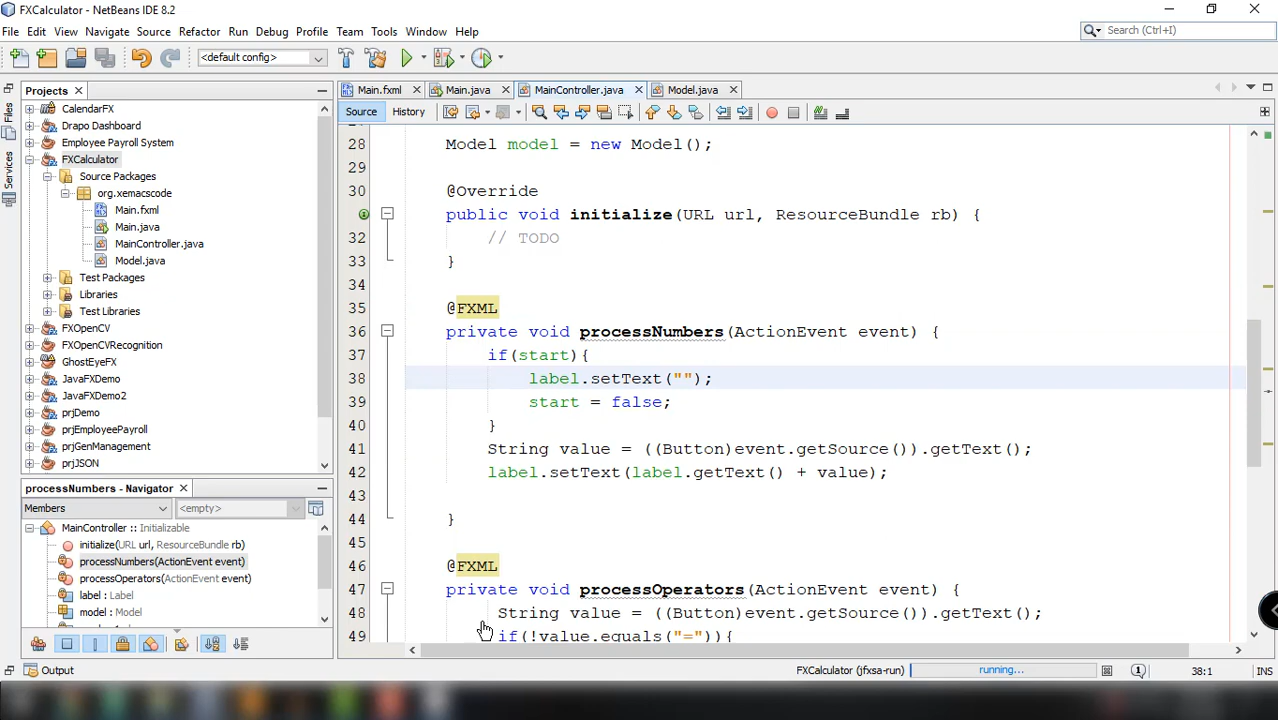 FXCalculator - NetBeans IDE 8.2
File Edit View Navigate Source Refactor Run Debug Profile Team Tools Window Help
Search (Ctrl+I)
<default config>
Projects
Main.fxml Main.java MainController.java Model.java
Files
Services
Source History
CalendarFX
Drapo Dashboard
Employee Payroll System
FXCalculator
Source Packages
org.xemacscode
Main.fxml
Main.java
MainController.java
Model.java
Test Packages
Libraries
Test Libraries
FXOpenCV
FXOpenCVRecognition
GhostEyeFX
JavaFXDemo
JavaFXDemo2
prjDemo
prjEmployeePayroll
prjGenManagement
prjJSON
processNumbers - Navigator
Members <empty>
MainController :: Initializable
initialize(URL url, ResourceBundle rb)
processNumbers(ActionEvent event)
processOperators(ActionEvent event)
label : Label
model : Model
28 Model model = new Model();
29
30 @Override
public void initialize(URL url, ResourceBundle rb) {
32 // TODO
33 }
34
35 @FXML
36 private void processNumbers(ActionEvent event) {
37 if(start){
38 label.setText("");
39 start = false;
40 }
41 String value = ((Button)event.getSource()).getText();
42 label.setText(label.getText() + value);
43
44 }
45
46 @FXML
47 private void processOperators(ActionEvent event) {
48 String value = ((Button)event.getSource()).getText();
49 if(!value.equals("=")){
Output
FXCalculator (jfxsa-run) running... 1 38:1 INS